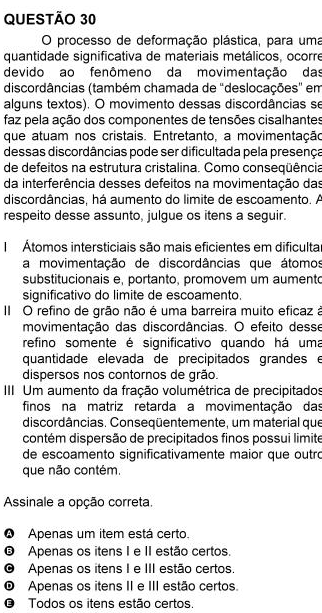 QUESTÃO 30
O processo de deformação plástica, para uma
quantidade significativa de materiais metálicos, ocorre
devido ao fenômeno da movimentação das
discordâncias (também chamada de "deslocações" em
alguns textos). O movimento dessas discordâncias se
faz pela ação dos componentes de tensões cisalhantes
que atuam nos cristais. Entretanto, a movimentação
dessas discordâncias pode ser dificultada pela presença
de defeitos na estrutura cristalina. Como conseqüência
da interferência desses defeitos na movimentação das
discordâncias, há aumento do limite de escoamento. A
respeito desse assunto, julgue os itens a seguir.
I Átomos intersticiais são mais eficientes em dificultar
a movimentação de discordâncias que átomos
substitucionais e, portanto, promovem um aumento
significativo do limite de escoamento.
II O refino de grão não é uma barreira muito eficaz à
movimentação das discordâncias. O efeito desse
refino somente é significativo quando há uma
quantidade elevada de precipitados grandes e
dispersos nos contornos de grão.
III Um aumento da fração volumétrica de precipitados
finos na matriz retarda a movimentação das
discordâncias. Conseqüentemente, um material que
contém dispersão de precipitados finos possui limite
de escoamento significativamente maior que outro
que não contém.
Assinale a opção correta.
A Apenas um item está certo.
B Apenas os itens I e II estão certos.
C Apenas os itens I e III estão certos.
D Apenas os itens II e III estão certos.
E Todos os itens estão certos.